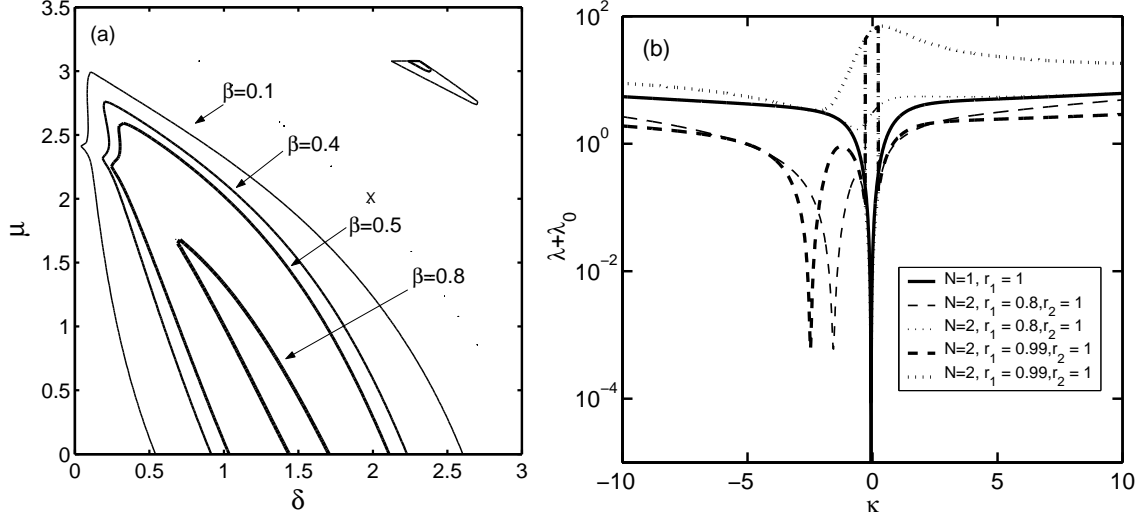 (a)
3.5
3
2.5
2
1.5
1
0.5
0
μ
β=0.1
β=0.4
x
β=0.5
β=0.8
0 0.5 1 1.5 2 2.5 3
δ
(b)
10^2
10^0
10^-2
10^-4
λ+λ_0
N=1, r_1 = 1
N=2, r_1 = 0.8,r_2 = 1
N=2, r_1 = 0.8,r_2 = 1
N=2, r_1 = 0.99,r_2 = 1
N=2, r_1 = 0.99,r_2 = 1
−10 −5 0 5 10
κ